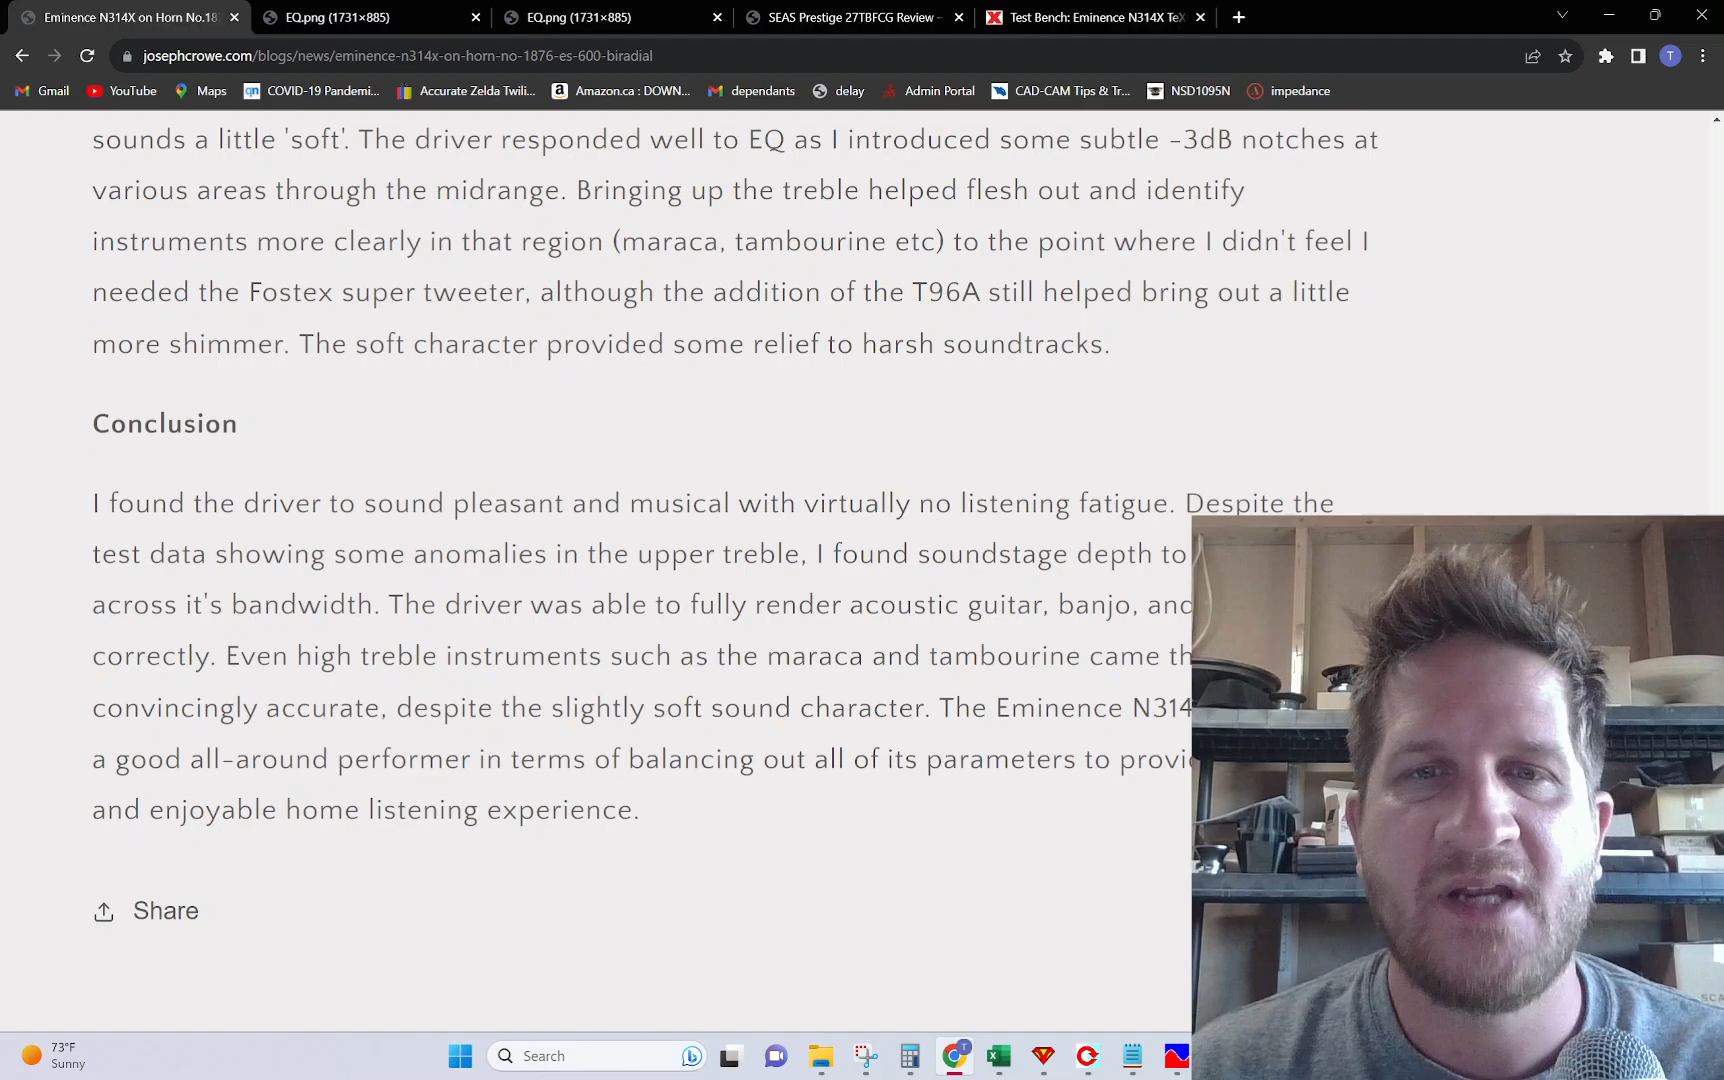 Eminence N314X on Horn No.187
EQ.png (1731×885)
EQ.png (1731×885)
SEAS Prestige 27TBFCG Review –
Test Bench: Eminence N314X TeX
josephcrowe.com/blogs/news/eminence-n314x-on-horn-no-1876-es-600-biradial
T
Gmail
YouTube
Maps
COVID-19 Pandemi...
Accurate Zelda Twili...
Amazon.ca : DOWN...
dependants
delay
Admin Portal
CAD-CAM Tips & Tr...
NSD1095N
impedance
sounds a little 'soft'. The driver responded well to EQ as I introduced some subtle -3dB notches at
various areas through the midrange. Bringing up the treble helped flesh out and identify
instruments more clearly in that region (maraca, tambourine etc) to the point where I didn't feel I
needed the Fostex super tweeter, although the addition of the T96A still helped bring out a little
more shimmer. The soft character provided some relief to harsh soundtracks.
Conclusion
I found the driver to sound pleasant and musical with virtually no listening fatigue. Despite the
test data showing some anomalies in the upper treble, I found soundstage depth to
across it's bandwidth. The driver was able to fully render acoustic guitar, banjo, and
correctly. Even high treble instruments such as the maraca and tambourine came th
convincingly accurate, despite the slightly soft sound character. The Eminence N314
a good all-around performer in terms of balancing out all of its parameters to provi
and enjoyable home listening experience.
Share
73°F
Sunny
Search